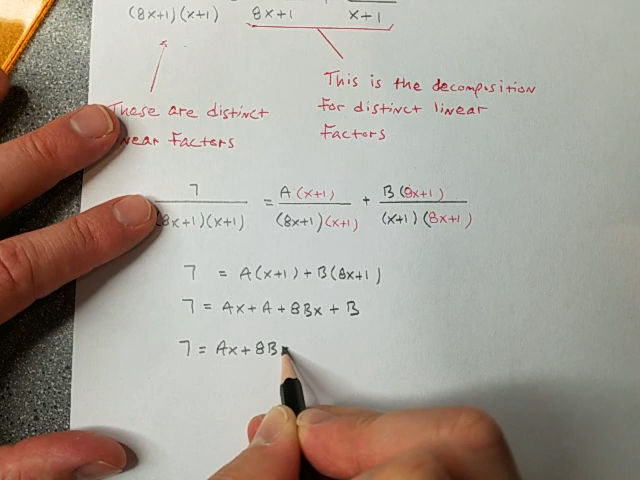 (8x+1)(x+1) 8x+1 x+1
This is the decomposition
for distinct linear
factors
These are distinct
linear factors
7 = A(x+1) + B(8x+1)
(8x+1)(x+1) (8x+1)(x+1) (x+1)(8x+1)
7 = A(x+1) + B(8x+1)
7 = Ax + A + 8Bx + B
7 = Ax + 8B